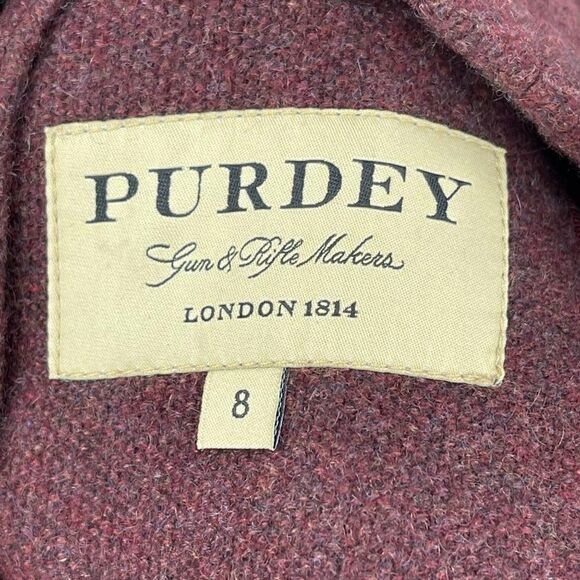 PURDEY
Gun & Rifle Makers
LONDON 1814
8